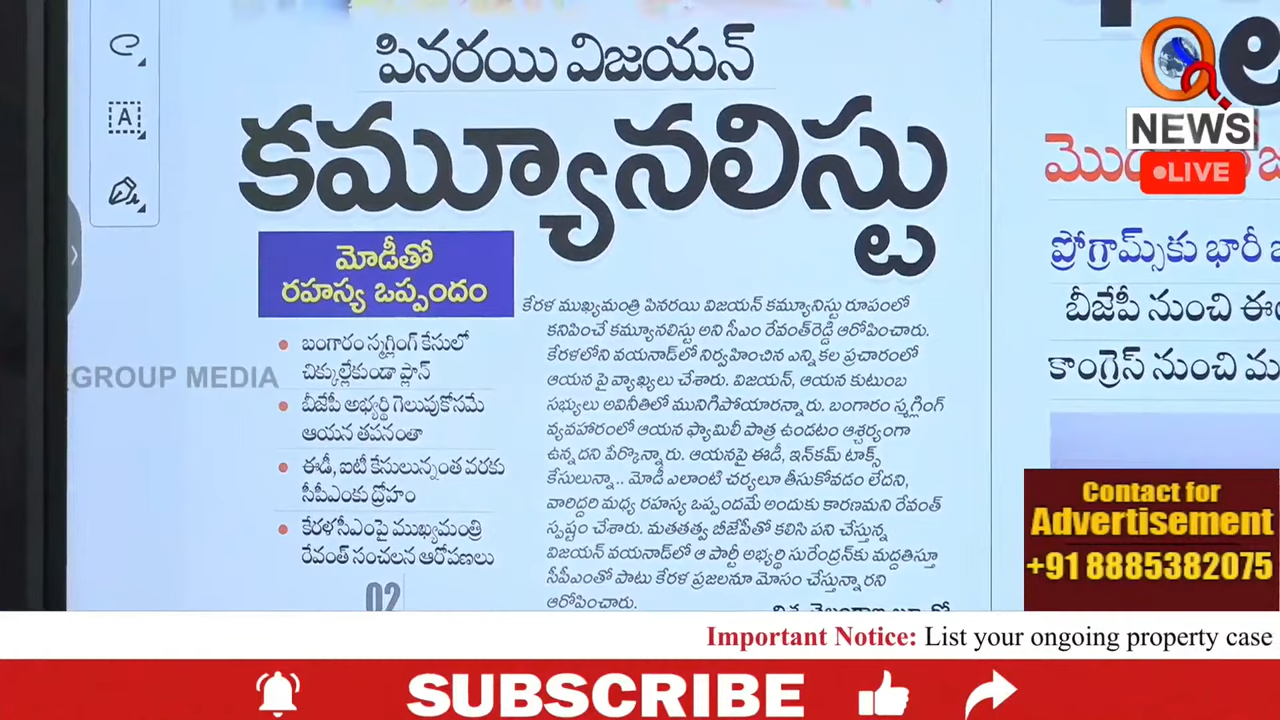 పినరయి విజయన్
కమ్యూనలిస్టు
మోడీతో
రహస్య ఒప్పందం
బంగారం స్మగ్లింగ్ కేసులో
చిక్కుల్లేకుండా ప్లాన్
బీజేపీ అభ్యర్థి గెలుపుకోసమే
ఆయన తపనంతా
ఈడీ, ఐటీ కేసులున్నంత వరకు
సీపీఎంకు ద్రోహం
కేరళ సీఎంపై ముఖ్యమంత్రి
రేవంత్ సంచలన ఆరోపణలు
02
కేరళ ముఖ్యమంత్రి పినరయి విజయన్ కమ్యూనిస్టు రూపంలో
కనిపించే కమ్యూనలిస్టు అని సీఎం రేవంత్‌రెడ్డి ఆరోపించారు.
కేరళలోని వయనాడ్‌లో నిర్వహించిన ఎన్నికల ప్రచారంలో
ఆయన పై వ్యాఖ్యలు చేశారు. విజయన్, ఆయన కుటుంబ
సభ్యులు అవినీతిలో మునిగిపోయారన్నారు. బంగారం స్మగ్లింగ్
వ్యవహారంలో ఆయన ఫ్యామిలీ పాత్ర ఉండటం ఆశ్చర్యంగా
ఉన్నదని పేర్కొన్నారు. ఆయనపై ఈడీ, ఇన్‌కమ్ టాక్స్
కేసులున్నా.. మోడీ ఎలాంటి చర్యలూ తీసుకోవడం లేదని,
వారిద్దరి మధ్య రహస్య ఒప్పందమే అందుకు కారణమని రేవంత్
స్పష్టం చేశారు. మతతత్వ బీజేపీతో కలిసి పని చేస్తున్న
విజయన్ వయనాడ్‌లో ఆ పార్టీ అభ్యర్థి సురేంద్రన్‌కు మద్దతిస్తూ
సీపీఎంతో పాటు కేరళ ప్రజలనూ మోసం చేస్తున్నారని
ఆరోపించారు.
ప్రోగ్రామ్స్‌కు భారీ
బీజేపీ నుంచి
కాంగ్రెస్ నుంచి
GROUP MEDIA
A
Q
NEWS
LIVE
Contact for
Advertisement
+91 8885382075
Important Notice: List your ongoing property case
SUBSCRIBE